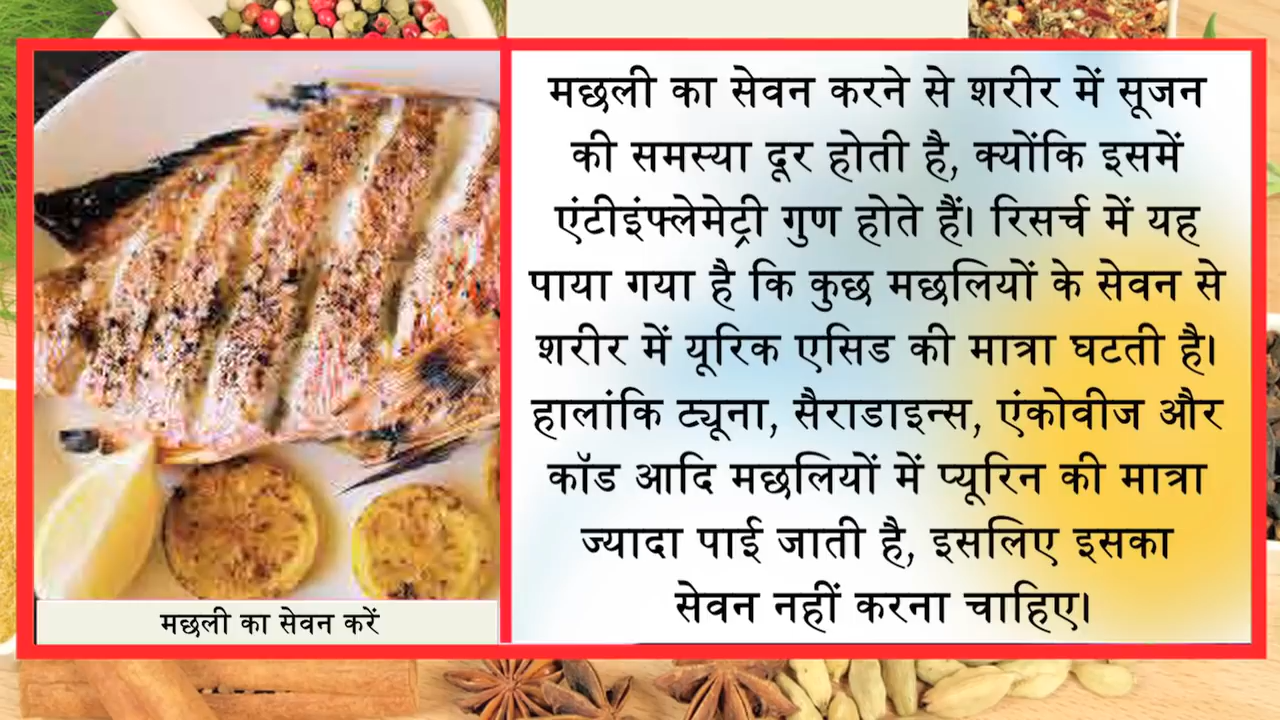 मछली का सेवन करने से शरीर में सूजन
की समस्या दूर होती है, क्योंकि इसमें
एंटीइंफ्लेमेट्री गुण होते हैं। रिसर्च में यह
पाया गया है कि कुछ मछलियों के सेवन से
शरीर में यूरिक एसिड की मात्रा घटती है।
हालांकि ट्यूना, सैराडाइन्स, एंकोवीज और
कॉड आदि मछलियों में प्यूरिन की मात्रा
ज्यादा पाई जाती है, इसलिए इसका
सेवन नहीं करना चाहिए।
मछली का सेवन करें